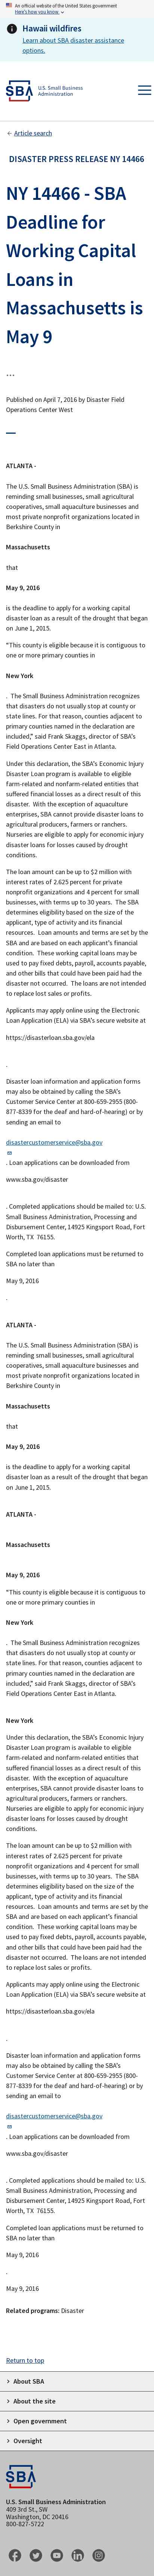 An official website of the United States government
Here's how you know
Hawaii wildfires
Learn about SBA disaster assistance
options.
SBA
U.S. Small Business
Administration
Article search
DISASTER PRESS RELEASE NY 14466
NY 14466 - SBA
Deadline for
Working Capital
Loans in
Massachusetts is
May 9
...
Published on April 7, 2016 by Disaster Field
Operations Center West
ATLANTA -
The U.S. Small Business Administration (SBA) is
reminding small businesses, small agricultural
cooperatives, small aquaculture businesses and
most private nonprofit organizations located in
Berkshire County in
Massachusetts
that
May 9, 2016
is the deadline to apply for a working capital
disaster loan as a result of the drought that began
on June 1, 2015.
"This county is eligible because it is contiguous to
one or more primary counties in
New York
. The Small Business Administration recognizes
that disasters do not usually stop at county or
state lines. For that reason, counties adjacent to
primary counties named in the declaration are
included," said Frank Skaggs, director of SBA's
Field Operations Center East in Atlanta.
Under this declaration, the SBA's Economic Injury
Disaster Loan program is available to eligible
farm-related and nonfarm-related entities that
suffered financial losses as a direct result of this
disaster. With the exception of aquaculture
enterprises, SBA cannot provide disaster loans to
agricultural producers, farmers and ranchers.
Nurseries are eligible to apply for economic injury
disaster loans for losses caused by drought
conditions.
The loan amount can be up to $2 million with
interest rates of 2.625 percent for private
nonprofit organizations and 4 percent for small
businesses, with terms up to 30 years. The SBA
determines eligibility based on the size of the
applicant, type of activity and its financial
resources. Loan amounts and terms are set by the
SBA and are based on each applicant's financial
condition. These working capital loans may be
used to pay fixed debts, payroll, accounts payable,
and other bills that could have been paid had the
disaster not occurred. The loans are not intended
to replace lost sales or profits.
Applicants may apply online using the Electronic
Loan Application (ELA) via SBA's secure website at
https://disasterloan.sba.gov/ela
.
Disaster loan information and application forms
may also be obtained by calling the SBA's
Customer Service Center at 800-659-2955 (800-
877-8339 for the deaf and hard-of-hearing) or by
sending an email to
disastercustomerservice@sba.gov
. Loan applications can be downloaded from
www.sba.gov/disaster
. Completed applications should be mailed to: U.S.
Small Business Administration, Processing and
Disbursement Center, 14925 Kingsport Road, Fort
Worth, TX 76155.
Completed loan applications must be returned to
SBA no later than
May 9, 2016
.
ATLANTA -
The U.S. Small Business Administration (SBA) is
reminding small businesses, small agricultural
cooperatives, small aquaculture businesses and
most private nonprofit organizations located in
Berkshire County in
Massachusetts
that
May 9, 2016
is the deadline to apply for a working capital
disaster loan as a result of the drought that began
on June 1, 2015.
ATLANTA -
Massachusetts
May 9, 2016
"This county is eligible because it is contiguous to
one or more primary counties in
New York
. The Small Business Administration recognizes
that disasters do not usually stop at county or
state lines. For that reason, counties adjacent to
primary counties named in the declaration are
included," said Frank Skaggs, director of SBA's
Field Operations Center East in Atlanta.
New York
Under this declaration, the SBA's Economic Injury
Disaster Loan program is available to eligible
farm-related and nonfarm-related entities that
suffered financial losses as a direct result of this
disaster. With the exception of aquaculture
enterprises, SBA cannot provide disaster loans to
agricultural producers, farmers and ranchers.
Nurseries are eligible to apply for economic injury
disaster loans for losses caused by drought
conditions.
The loan amount can be up to $2 million with
interest rates of 2.625 percent for private
nonprofit organizations and 4 percent for small
businesses, with terms up to 30 years. The SBA
determines eligibility based on the size of the
applicant, type of activity and its financial
resources. Loan amounts and terms are set by the
SBA and are based on each applicant's financial
condition. These working capital loans may be
used to pay fixed debts, payroll, accounts payable,
and other bills that could have been paid had the
disaster not occurred. The loans are not intended
to replace lost sales or profits.
Applicants may apply online using the Electronic
Loan Application (ELA) via SBA's secure website at
https://disasterloan.sba.gov/ela
.
Disaster loan information and application forms
may also be obtained by calling the SBA's
Customer Service Center at 800-659-2955 (800-
877-8339 for the deaf and hard-of-hearing) or by
sending an email to
disastercustomerservice@sba.gov
. Loan applications can be downloaded from
www.sba.gov/disaster
. Completed applications should be mailed to: U.S.
Small Business Administration, Processing and
Disbursement Center, 14925 Kingsport Road, Fort
Worth, TX 76155.
Completed loan applications must be returned to
SBA no later than
May 9, 2016
.
May 9, 2016
Related programs: Disaster
Return to top
About SBA
About the site
Open government
Oversight
SBA
U.S. Small Business Administration
409 3rd St., SW
Washington, DC 20416
800-827-5722